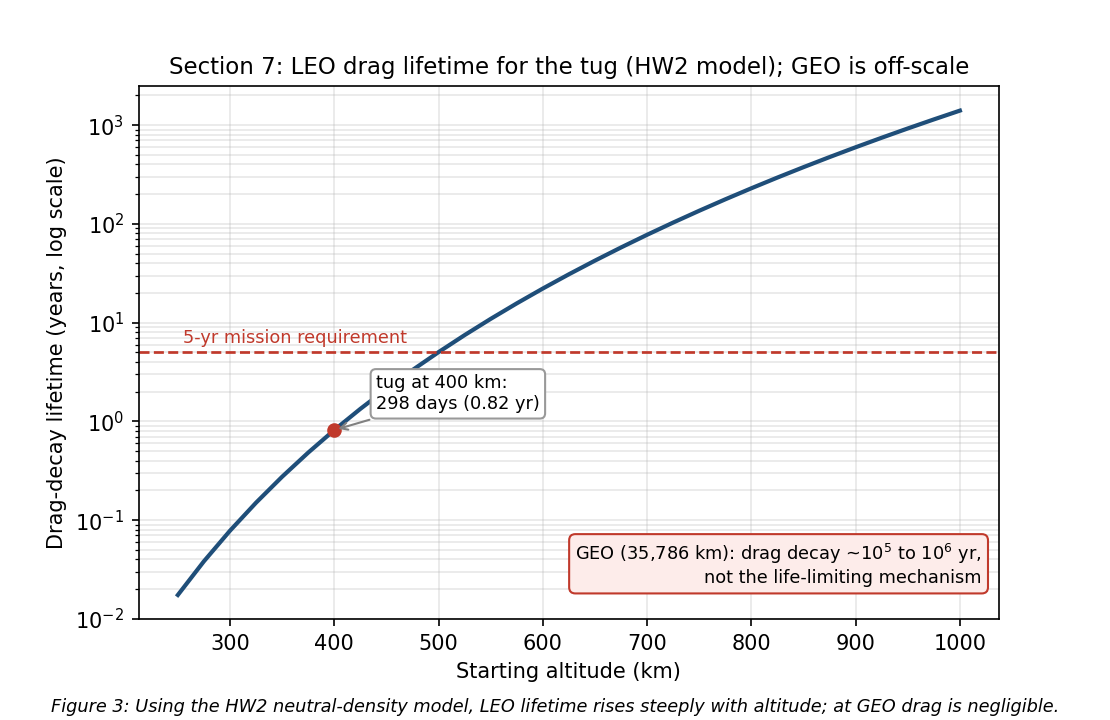 Section 7: LEO drag lifetime for the tug (HW2 model); GEO is off-scale
Drag-decay lifetime (years, log scale)
10³
10²
10¹
10⁰
10⁻¹
10⁻²
5-yr mission requirement
tug at 400 km:
298 days (0.82 yr)
GEO (35,786 km): drag decay ~10⁵ to 10⁶ yr,
not the life-limiting mechanism
300 400 500 600 700 800 900 1000
Starting altitude (km)
Figure 3: Using the HW2 neutral-density model, LEO lifetime rises steeply with altitude; at GEO drag is negligible.